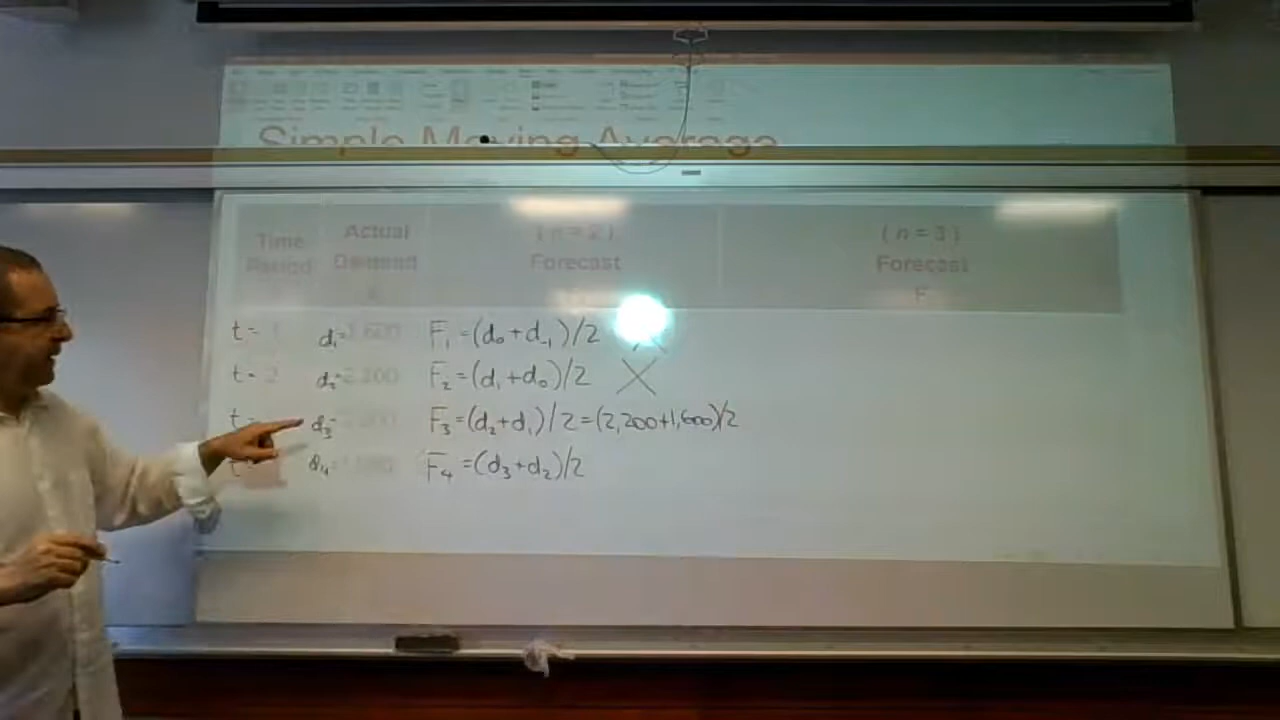 Simple Moving Average
Time Period
Actual Demand
(n=2)
Forecast
(n=3)
Forecast
F
t = 1 d₁= 1,600 F₁=(d₀+d₋₁)/2 X
t = 2 d₂= 2,200 F₂=(d₁+d₀)/2 X
t = d₃= F₃=(d₂+d₁)/2=(2,200+1,600)/2
t = d₄= F₄=(d₃+d₂)/2